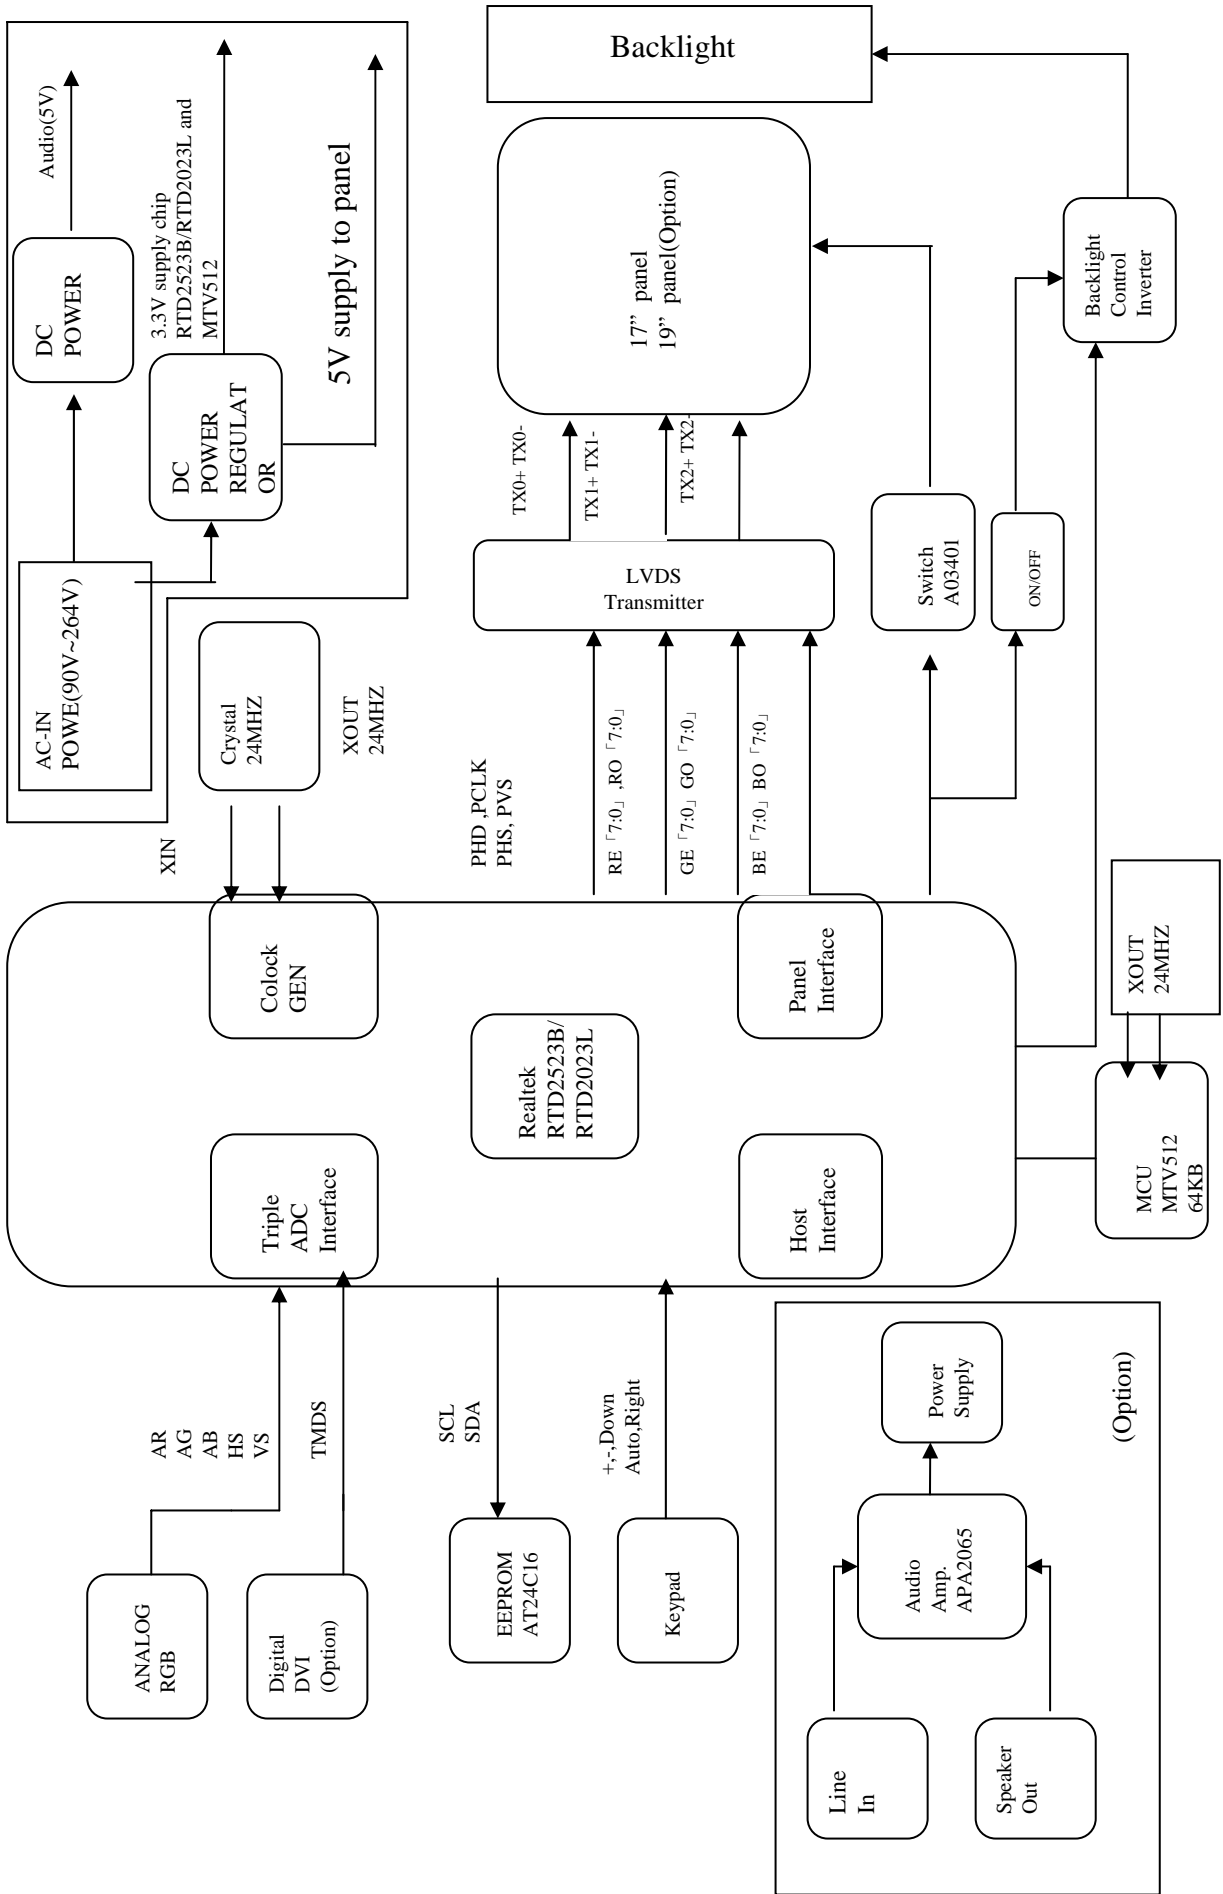 Backlight
Audio(5V)
3.3V supply chip
RTD2523B/RTD2023L and
MTV512
5V supply to panel
DC
POWER
DC
POWER
REGULAT
OR
AC-IN
POWE(90V~264V)
17” panel
19” panel(Option)
Backlight
Control
Inverter
TX0+ TX0-
TX1+ TX1-
TX2+ TX2-
LVDS
Transmitter
Switch
A03401
ON/OFF
Crystal
24MHZ
XOUT
24MHZ
XIN
PHD ,PCLK
PHS, PVS
RE「7:0」,RO「7:0」
GE「7:0」GO「7:0」
BE「7:0」BO「7:0」
Colock
GEN
Panel
Interface
Realtek
RTD2523B/
RTD2023L
Triple
ADC
Interface
Host
Interface
XOUT
24MHZ
MCU
MTV512
64KB
AR
AG
AB
HS
VS
TMDS
SCL
SDA
+,-,Down
Auto,Right
ANALOG
RGB
Digital
DVI
(Option)
EEPROM
AT24C16
Keypad
Power
Supply
(Option)
Audio
Amp.
APA2065
Line
In
Speaker
Out